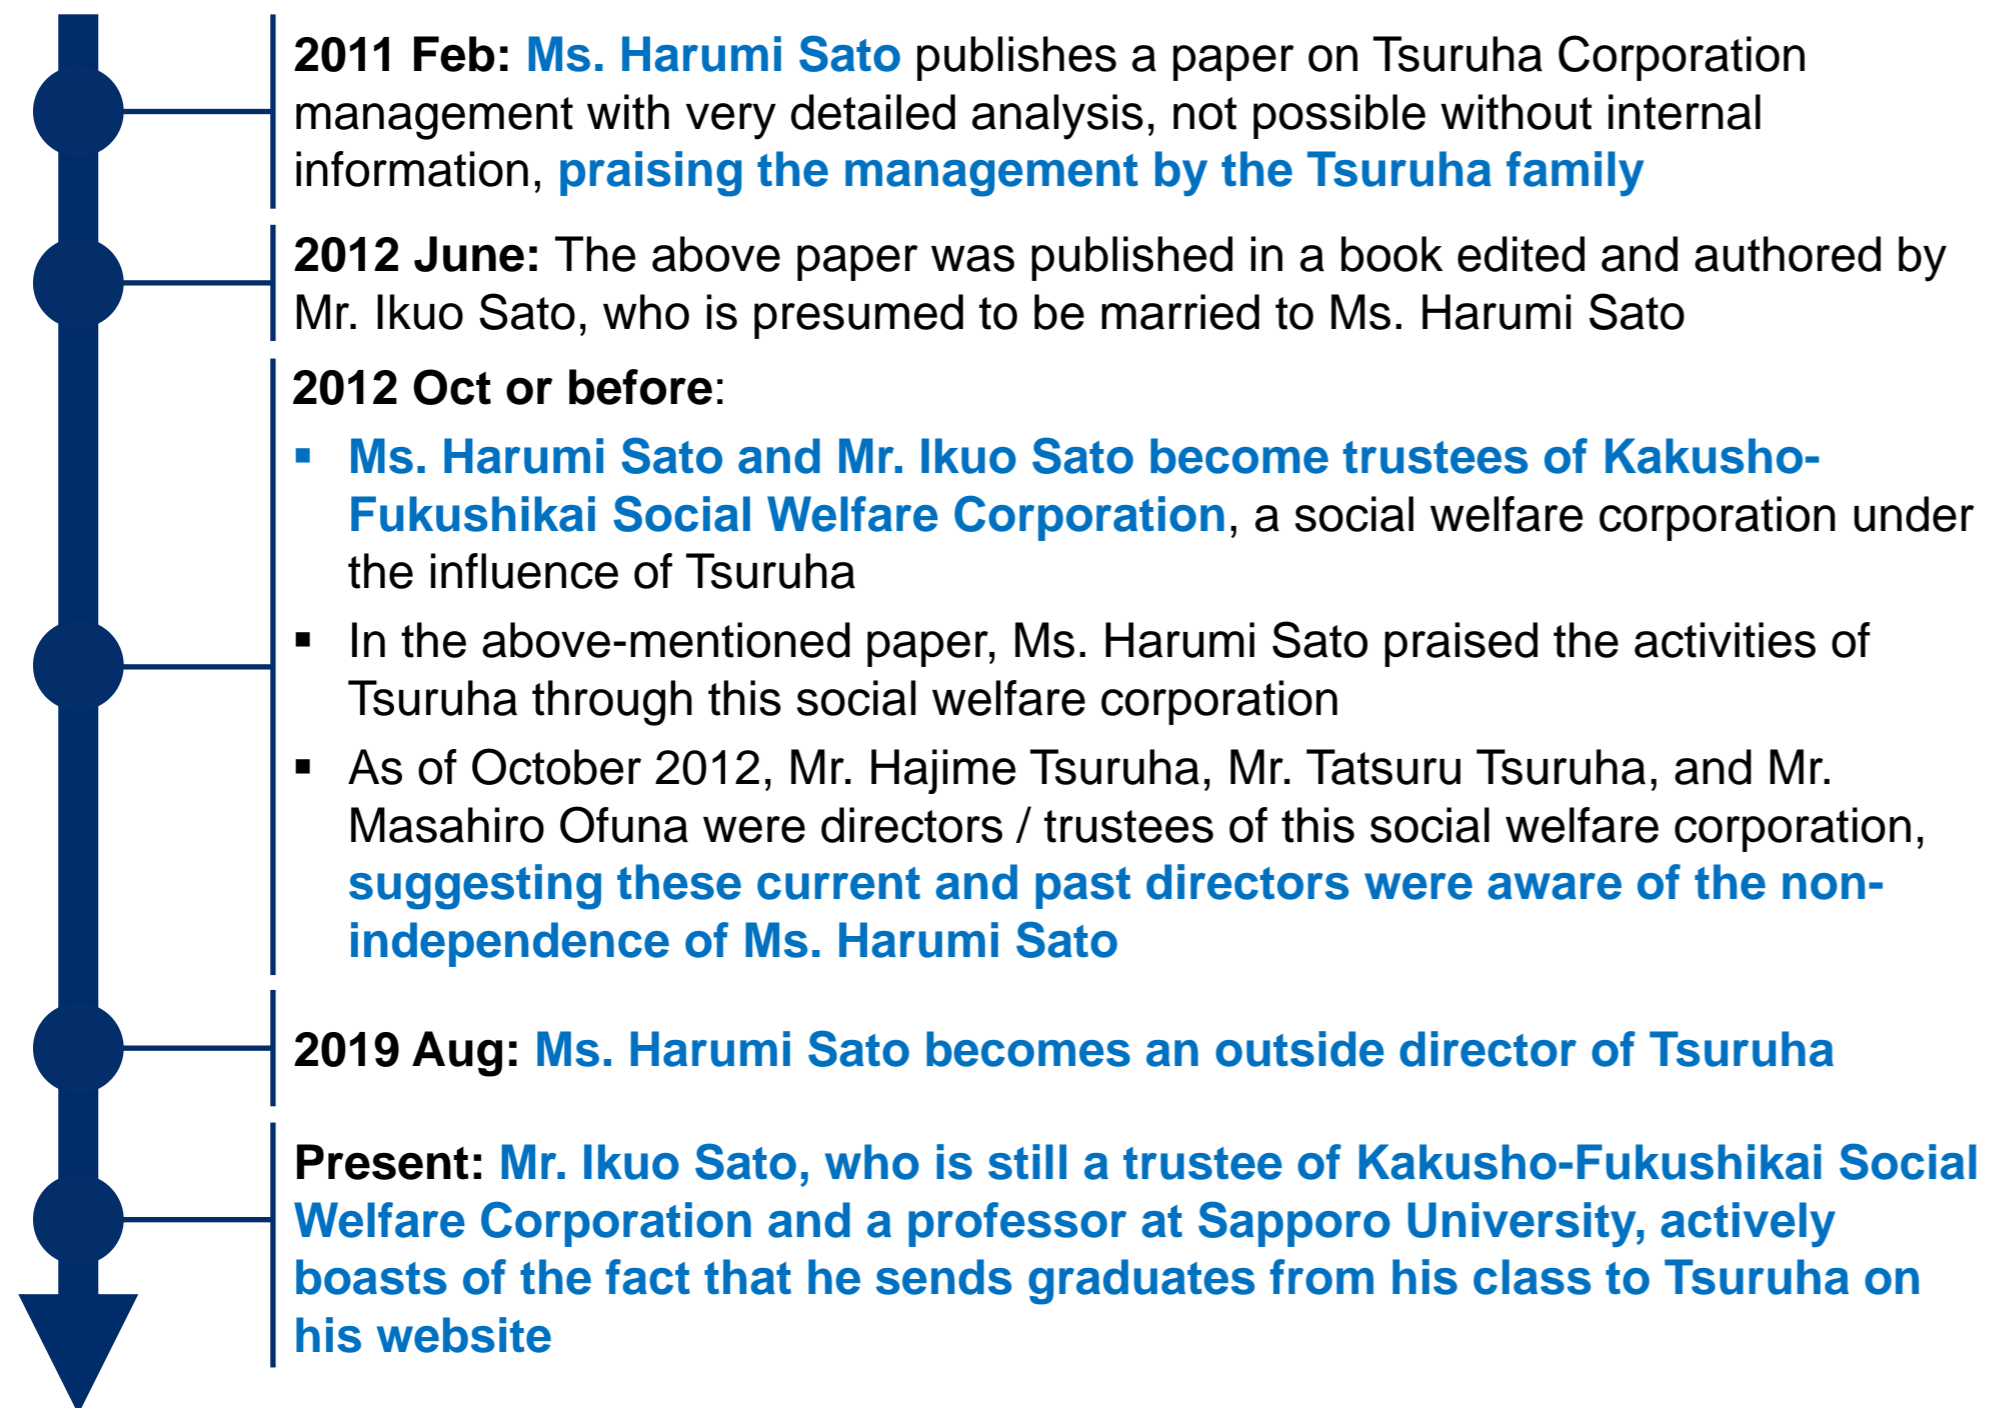 2011 Feb: Ms. Harumi Sato publishes a paper on Tsuruha Corporation
management with very detailed analysis, not possible without internal
information, praising the management by the Tsuruha family
2012 June: The above paper was published in a book edited and authored by
Mr. Ikuo Sato, who is presumed to be married to Ms. Harumi Sato
2012 Oct or before:
▪ Ms. Harumi Sato and Mr. Ikuo Sato become trustees of Kakusho-
Fukushikai Social Welfare Corporation, a social welfare corporation under
the influence of Tsuruha
▪ In the above-mentioned paper, Ms. Harumi Sato praised the activities of
Tsuruha through this social welfare corporation
▪ As of October 2012, Mr. Hajime Tsuruha, Mr. Tatsuru Tsuruha, and Mr.
Masahiro Ofuna were directors / trustees of this social welfare corporation,
suggesting these current and past directors were aware of the non-
independence of Ms. Harumi Sato
2019 Aug: Ms. Harumi Sato becomes an outside director of Tsuruha
Present: Mr. Ikuo Sato, who is still a trustee of Kakusho-Fukushikai Social
Welfare Corporation and a professor at Sapporo University, actively
boasts of the fact that he sends graduates from his class to Tsuruha on
his website